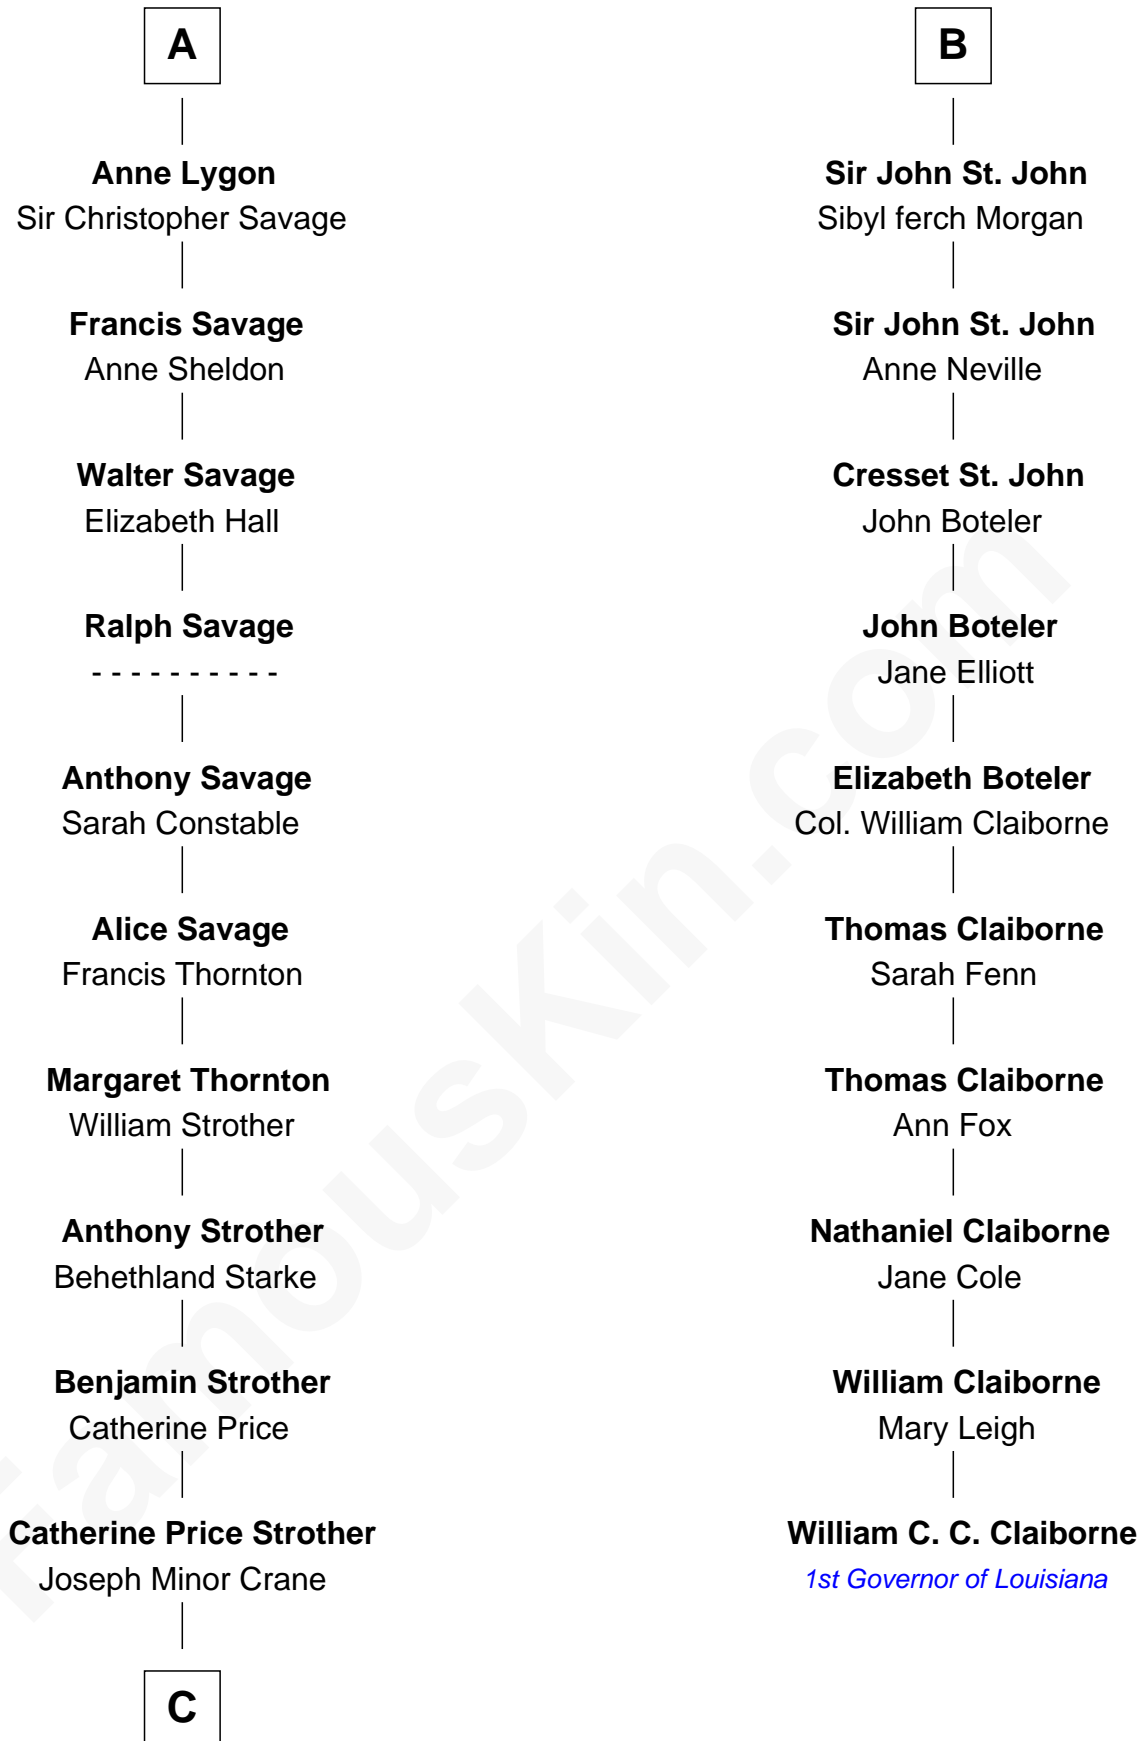 A
Anne Lygon
Sir Christopher Savage
Francis Savage
Anne Sheldon
Walter Savage
Elizabeth Hall
Ralph Savage
- - - - - - - - - -
Anthony Savage
Sarah Constable
Alice Savage
Francis Thornton
Margaret Thornton
William Strother
Anthony Strother
Behethland Starke
Benjamin Strother
Catherine Price
Catherine Price Strother
Joseph Minor Crane
C
B
Sir John St. John
Sibyl ferch Morgan
Sir John St. John
Anne Neville
Cresset St. John
John Boteler
John Boteler
Jane Elliott
Elizabeth Boteler
Col. William Claiborne
Thomas Claiborne
Sarah Fenn
Thomas Claiborne
Ann Fox
Nathaniel Claiborne
Jane Cole
William Claiborne
Mary Leigh
William C. C. Claiborne
1st Governor of Louisiana
FamousKin.com